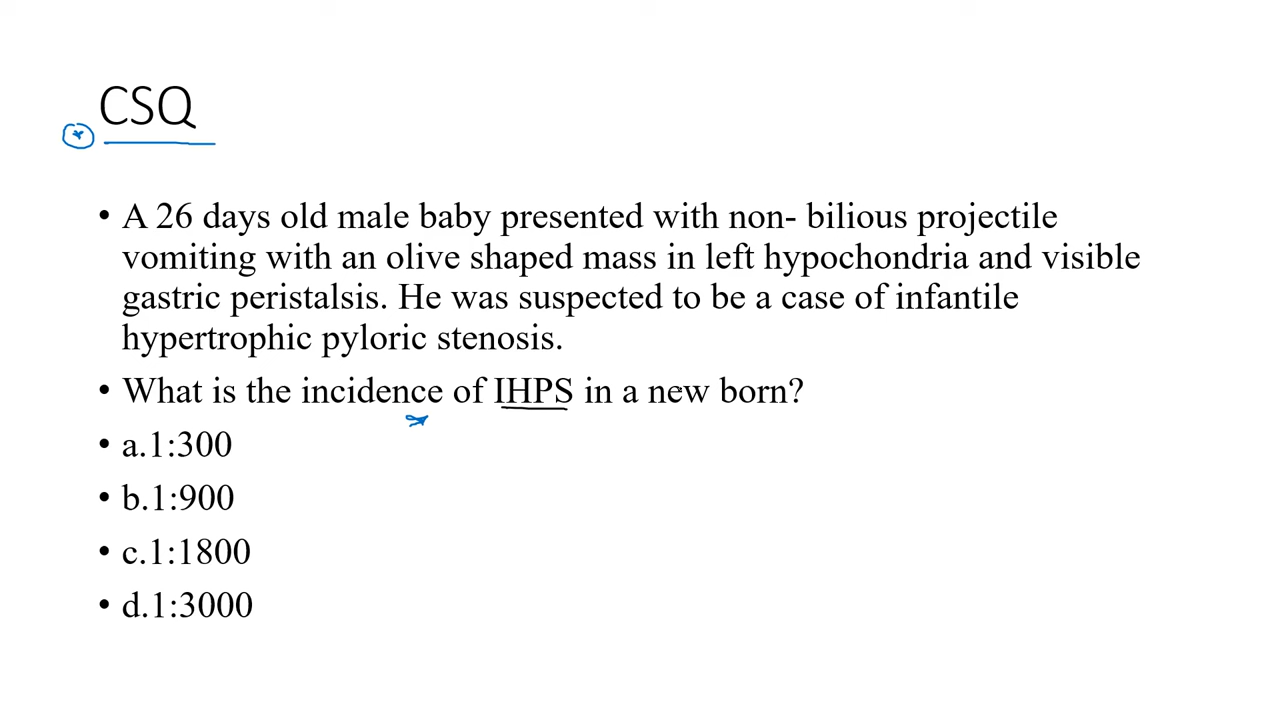 CSQ
• A 26 days old male baby presented with non- bilious projectile
vomiting with an olive shaped mass in left hypochondria and visible
gastric peristalsis. He was suspected to be a case of infantile
hypertrophic pyloric stenosis.
• What is the incidence of IHPS in a new born?
• a.1:300
• b.1:900
• c.1:1800
• d.1:3000